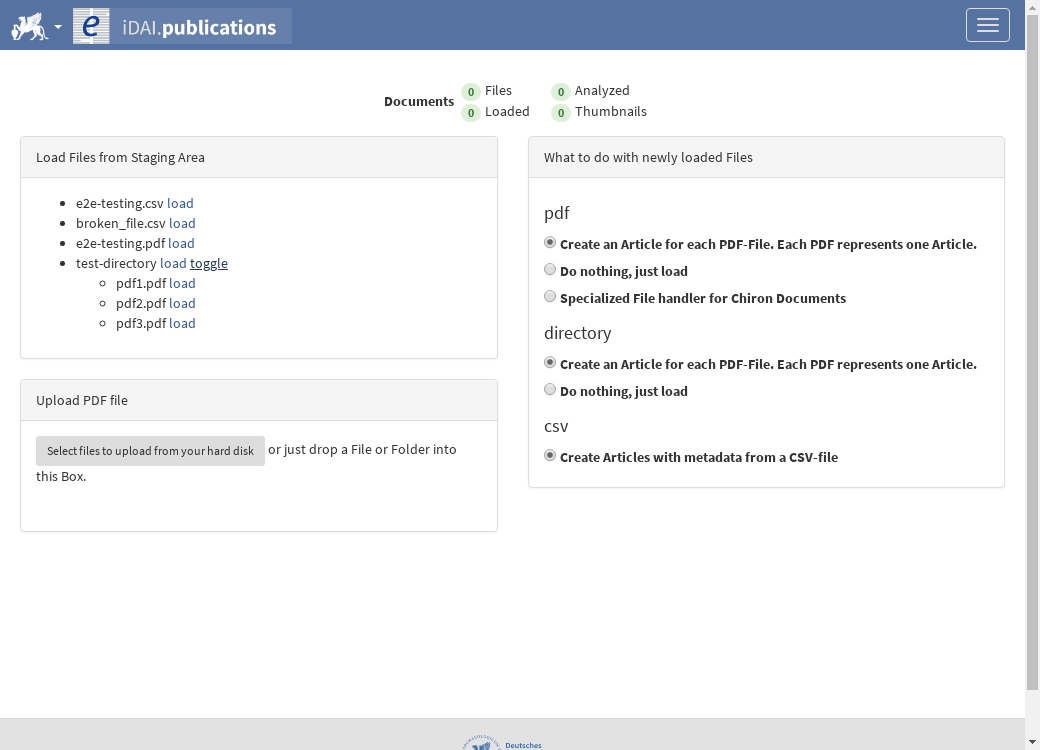 iDAI.publications
Documents
0 Files
0 Analyzed
0 Loaded
0 Thumbnails
Load Files from Staging Area
e2e-testing.csv load
broken_file.csv load
e2e-testing.pdf load
test-directory load toggle
pdf1.pdf load
pdf2.pdf load
pdf3.pdf load
Upload PDF file
Select files to upload from your hard disk or just drop a File or Folder into
this Box.
What to do with newly loaded Files
pdf
Create an Article for each PDF-File. Each PDF represents one Article.
Do nothing, just load
Specialized File handler for Chiron Documents
directory
Create an Article for each PDF-File. Each PDF represents one Article.
Do nothing, just load
csv
Create Articles with metadata from a CSV-file
Deutsches